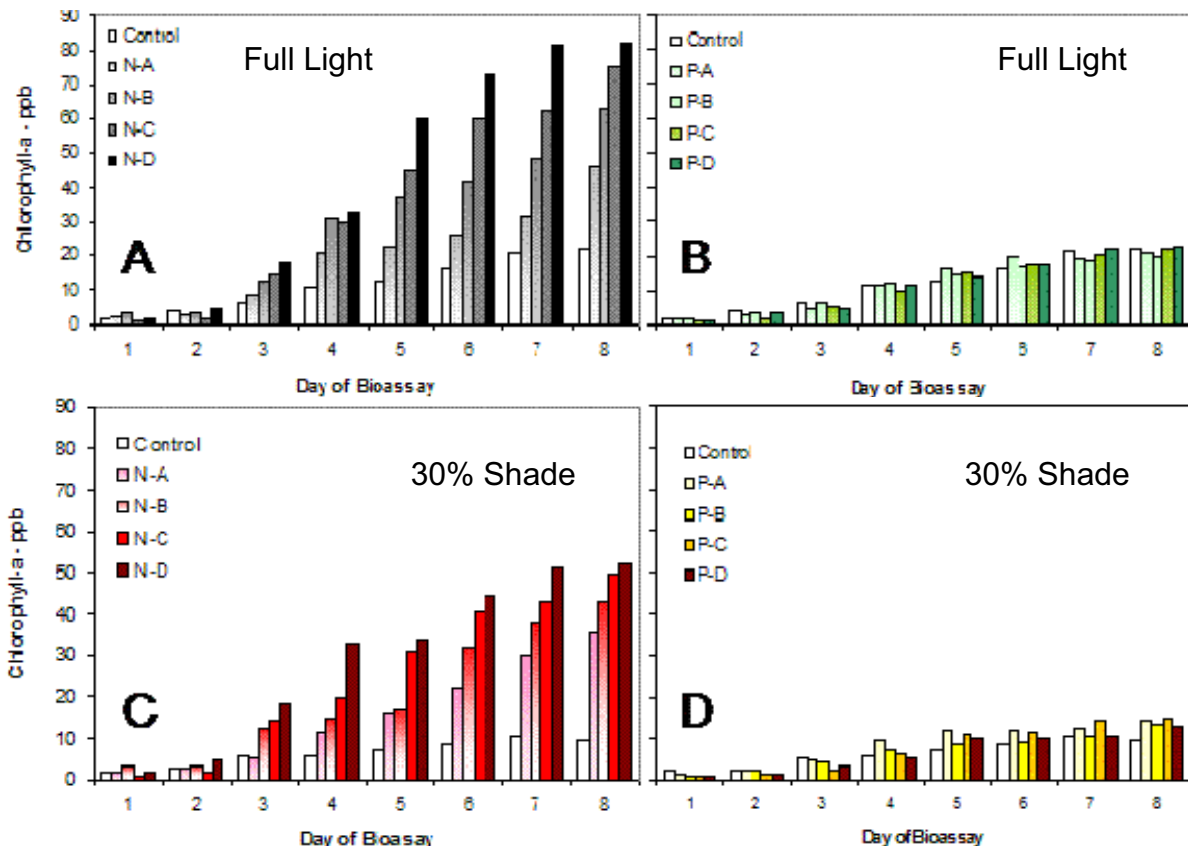 90
80
70
60
50
40
30
20
10
0
Chlorophyll-a - ppb
Control
N-A
N-B
N-C
N-D
Full Light
A
1 2 3 4 5 6 7 8
Day of Bioassay
Control
P-A
P-B
P-C
P-D
Full Light
B
1 2 3 4 5 6 7 8
Day of Bioassay
90
80
70
60
50
40
30
20
10
0
Chlorophyll-a - ppb
Control
N-A
N-B
N-C
N-D
30% Shade
C
1 2 3 4 5 6 7 8
Day of Bioassay
Control
P-A
P-B
P-C
P-D
30% Shade
D
1 2 3 4 5 6 7 8
Day of Bioassay